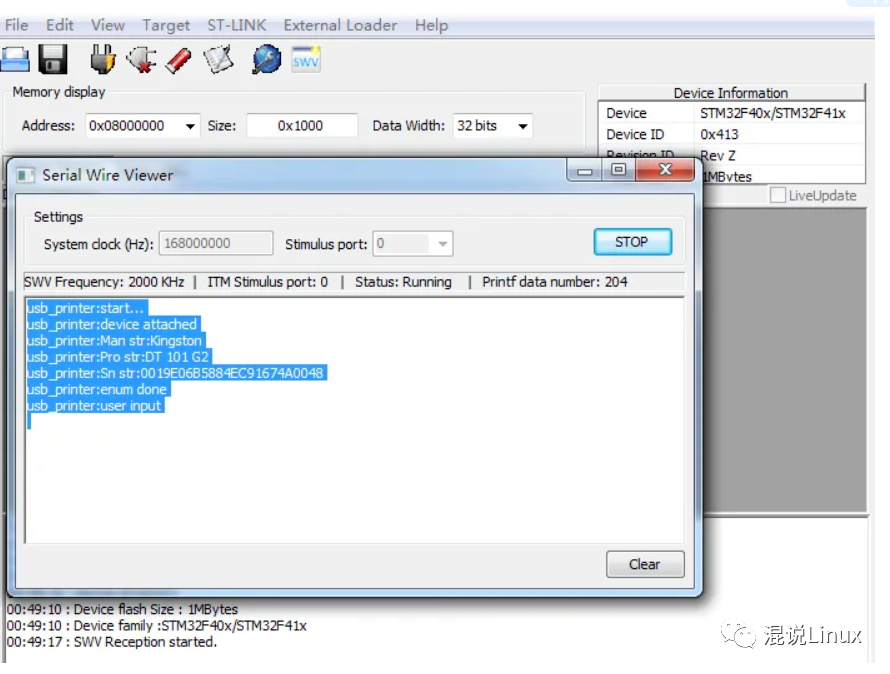 File Edit View Target ST-LINK External Loader Help
SWV
Memory display
Address: 0x08000000 Size: 0x1000 Data Width: 32 bits
Device Information
Device STM32F40x/STM32F41x
Device ID 0x413
Revision ID Rev Z
1MBytes
LiveUpdate
Serial Wire Viewer
Settings
System clock (Hz): 168000000 Stimulus port: 0 STOP
SWV Frequency: 2000 KHz | ITM Stimulus port: 0 | Status: Running | Printf data number: 204
usb_printer:start...
usb_printer:device attached
usb_printer:Man str:Kingston
usb_printer:Pro str:DT 101 G2
usb_printer:Sn str:0019E06B5884EC91674A0048
usb_printer:enum done
usb_printer:user input
Clear
00:49:10 : Device flash Size : 1MBytes
00:49:10 : Device family :STM32F40x/STM32F41x
00:49:17 : SWV Reception started.
混说Linux